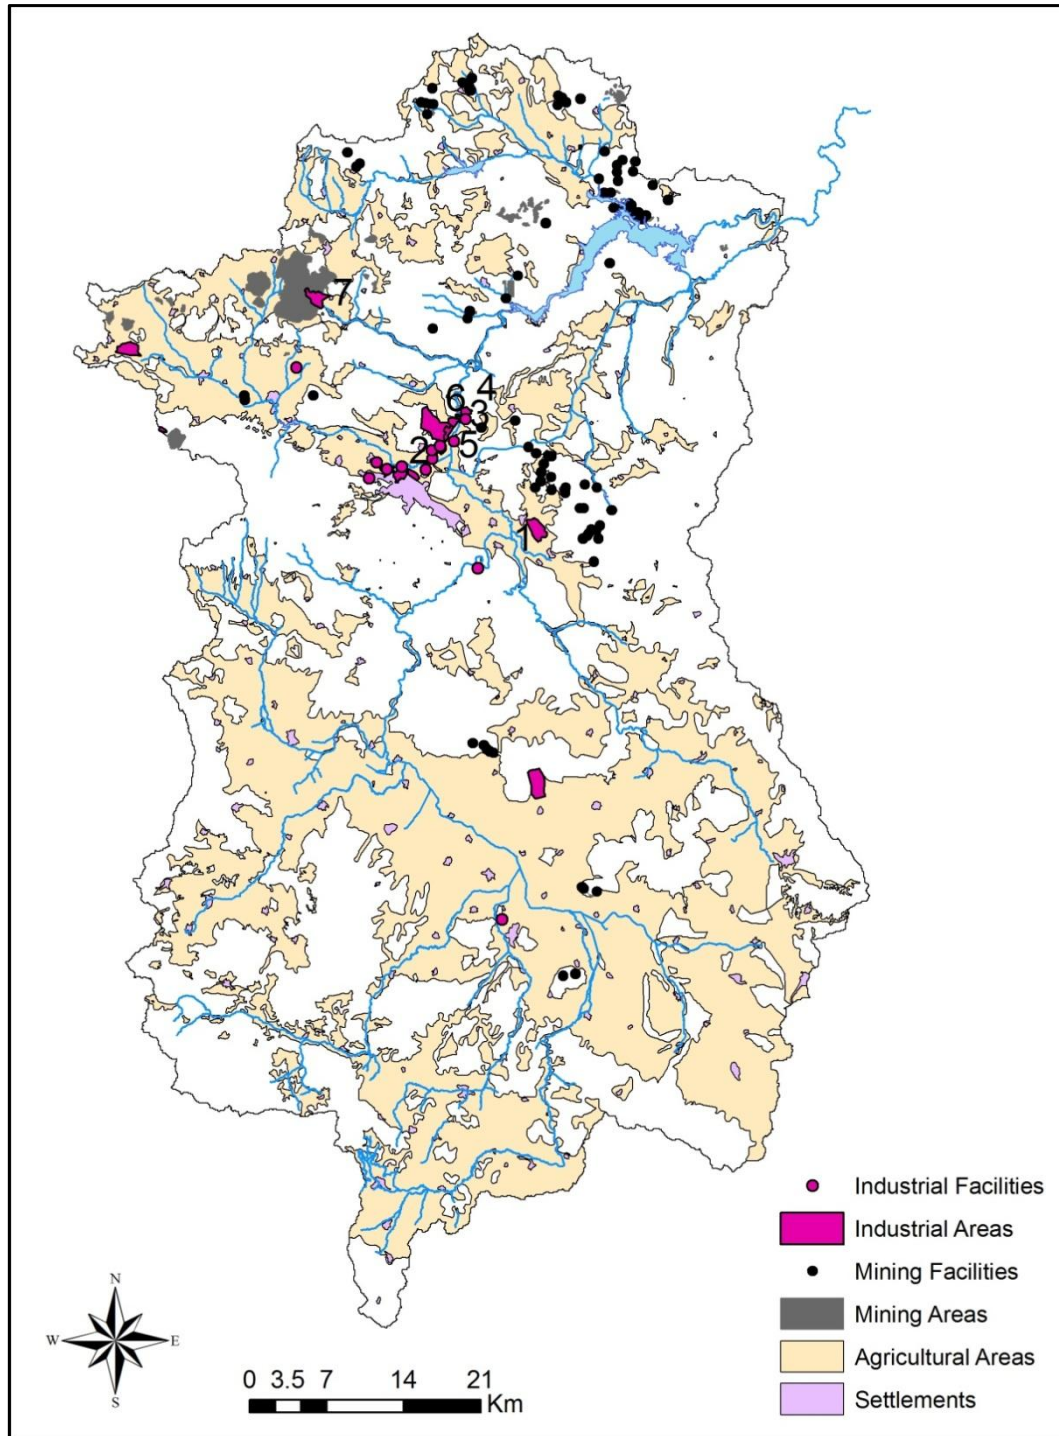 7
4
6
3
2
5
1
Industrial Facilities
Industrial Areas
Mining Facilities
Mining Areas
Agricultural Areas
Settlements
N
W E
S
0 3.5 7 14 21
Km